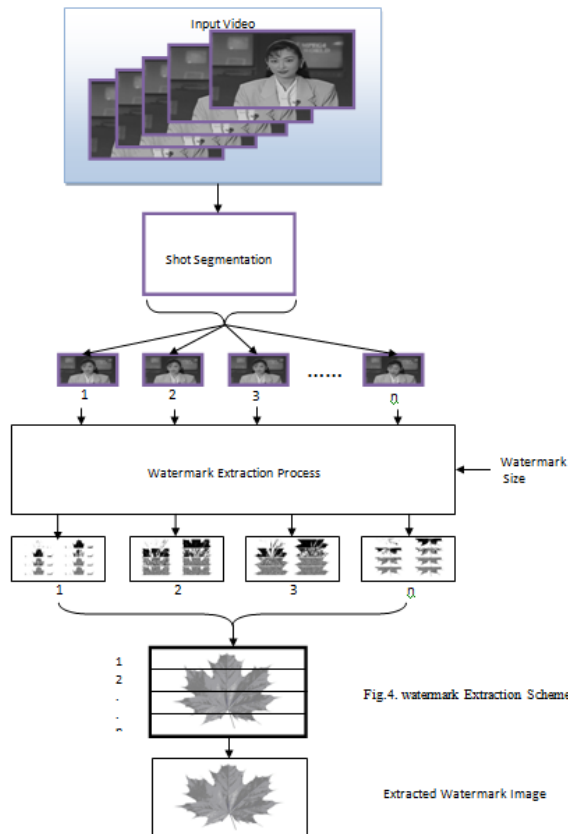 Input Video
Shot Segmentation
......
1 2 3 n
Watermark Extraction Process
Watermark
Size
1 2 3 n
1
2
.
.
n
Fig.4. watermark Extraction Scheme
Extracted Watermark Image